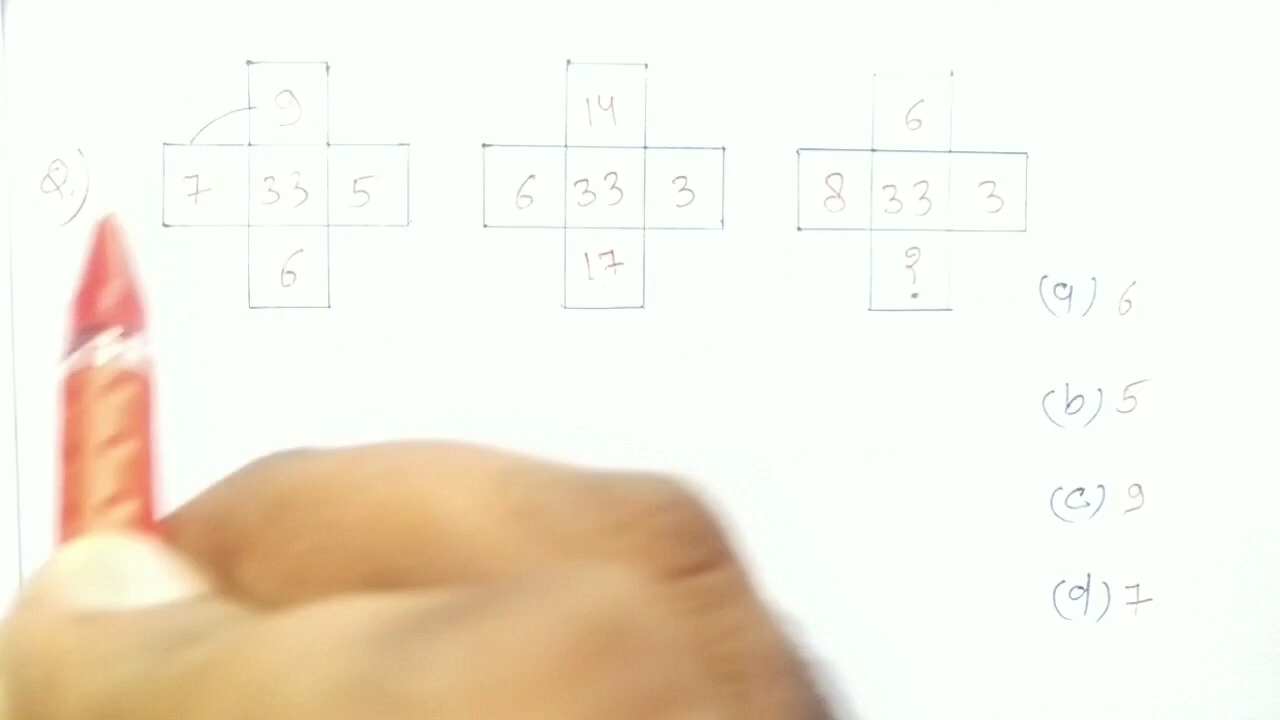 Q.)
9
7 33 5
6
14
6 33 3
17
6
8 33 3
?
(a) 6
(b) 5
(c) 9
(d) 7